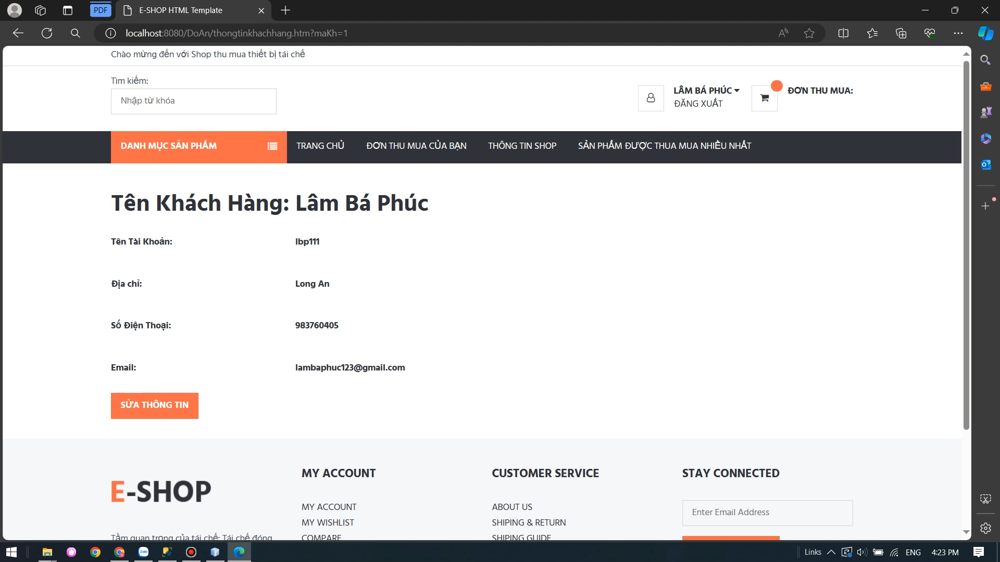 PDF
E-SHOP HTML Template
localhost:8080/DoAn/thongtinkhachhang.htm?maKh=1
Chào mừng đến với Shop thu mua thiết bị tái chế
Tìm kiếm:
Nhập từ khóa
LÂM BÁ PHÚC
ĐĂNG XUẤT
ĐƠN THU MUA:
DANH MỤC SẢN PHẨM
TRANG CHỦ
ĐƠN THU MUA CỦA BẠN
THÔNG TIN SHOP
SẢN PHẨM ĐƯỢC THUA MUA NHIỀU NHẤT
Tên Khách Hàng: Lâm Bá Phúc
Tên Tài Khoản: lbp111
Địa chỉ: Long An
Số Điện Thoại: 983760405
Email: lambaphuc123@gmail.com
SỬA THÔNG TIN
E-SHOP
Tầm quan trọng của tái chế: Tái chế đóng
MY ACCOUNT
MY ACCOUNT
MY WISHLIST
COMPARE
CUSTOMER SERVICE
ABOUT US
SHIPING & RETURN
SHIPING GUIDE
STAY CONNECTED
Enter Email Address
Zalo
Links
ENG
4:23 PM